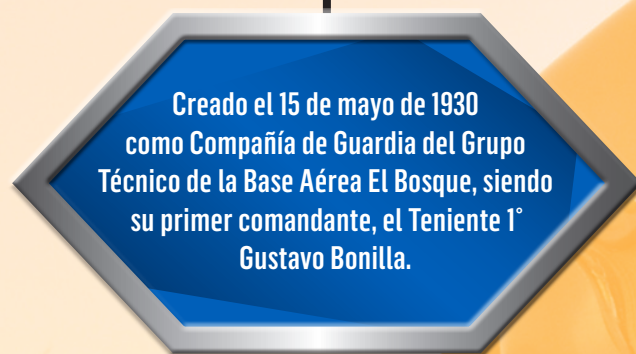 Creado el 15 de mayo de 1930
como Compañía de Guardia del Grupo
Técnico de la Base Aérea El Bosque, siendo
su primer comandante, el Teniente 1°
Gustavo Bonilla.